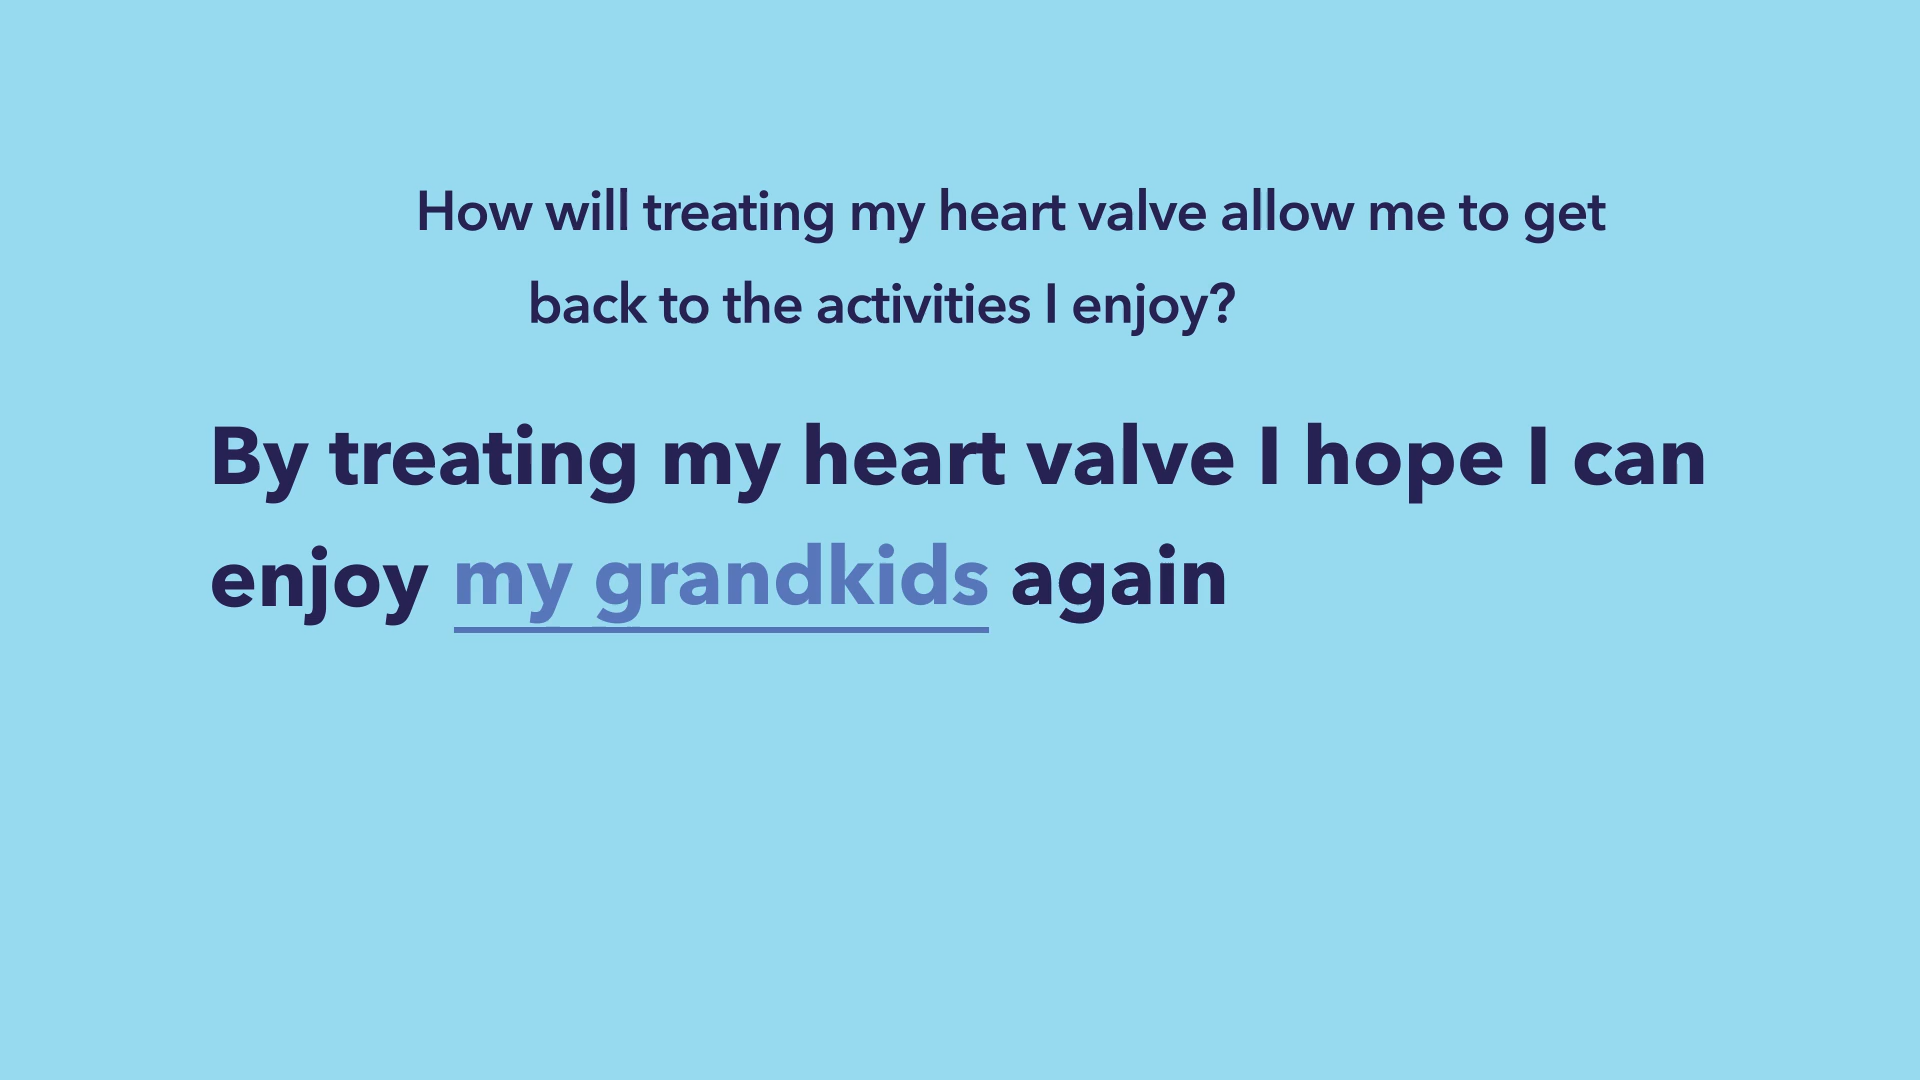 How will treating my heart valve allow me to get
back to the activities I enjoy?
By treating my heart valve I hope I can
enjoy my grandkids again